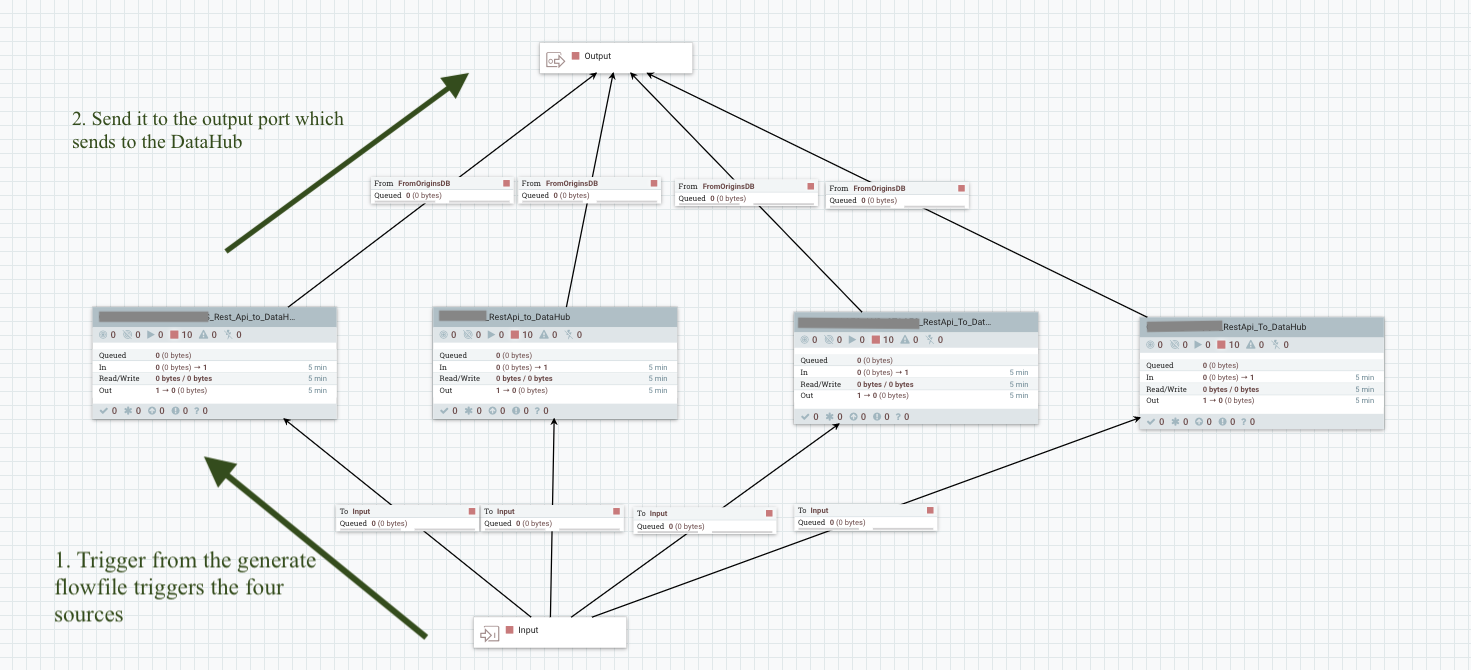 Output
2. Send it to the output port which
sends to the DataHub
From FromOriginsDB
Queued 0 (0 bytes)
From FromOriginsDB
Queued 0 (0 bytes)
From FromOriginsDB
Queued 0 (0 bytes)
From FromOriginsDB
Queued 0 (0 bytes)
_Rest_Api_to_DataH...
0 0 0 10 0 0
Queued 0 (0 bytes)
In 0 (0 bytes) → 1 5 min
Read/Write 0 bytes / 0 bytes 5 min
Out 1 → 0 (0 bytes) 5 min
0 0 0 0 ? 0
_RestApi_to_DataHub
0 0 0 10 0 0
Queued 0 (0 bytes)
In 0 (0 bytes) → 1 5 min
Read/Write 0 bytes / 0 bytes 5 min
Out 1 → 0 (0 bytes) 5 min
0 0 0 0 ? 0
_RestApi_To_Dat...
0 0 0 10 0 0
Queued 0 (0 bytes)
In 0 (0 bytes) → 1 5 min
Read/Write 0 bytes / 0 bytes 5 min
Out 1 → 0 (0 bytes) 5 min
0 0 0 0 ? 0
RestApi_To_DataHub
0 0 0 10 0 0
Queued 0 (0 bytes)
In 0 (0 bytes) → 1 5 min
Read/Write 0 bytes / 0 bytes 5 min
Out 1 → 0 (0 bytes) 5 min
0 0 0 0 ? 0
To Input
Queued 0 (0 bytes)
To Input
Queued 0 (0 bytes)
To Input
Queued 0 (0 bytes)
To Input
Queued 0 (0 bytes)
1. Trigger from the generate
flowfile triggers the four
sources
Input